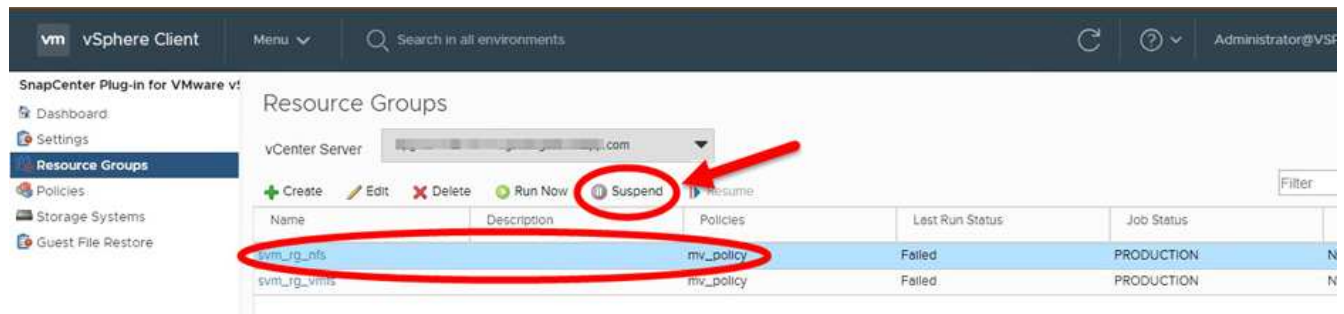 vm vSphere Client Menu Search in all environments Administrator@VSP
SnapCenter Plug-in for VMware vS
Dashboard
Settings
Resource Groups
Policies
Storage Systems
Guest File Restore
Resource Groups
vCenter Server .com
Create Edit Delete Run Now Suspend Resume
Filter
Name Description Policies Last Run Status Job Status
svm_rg_nfs mv_policy Failed PRODUCTION N
svm_rg_vmfs mv_policy Failed PRODUCTION N